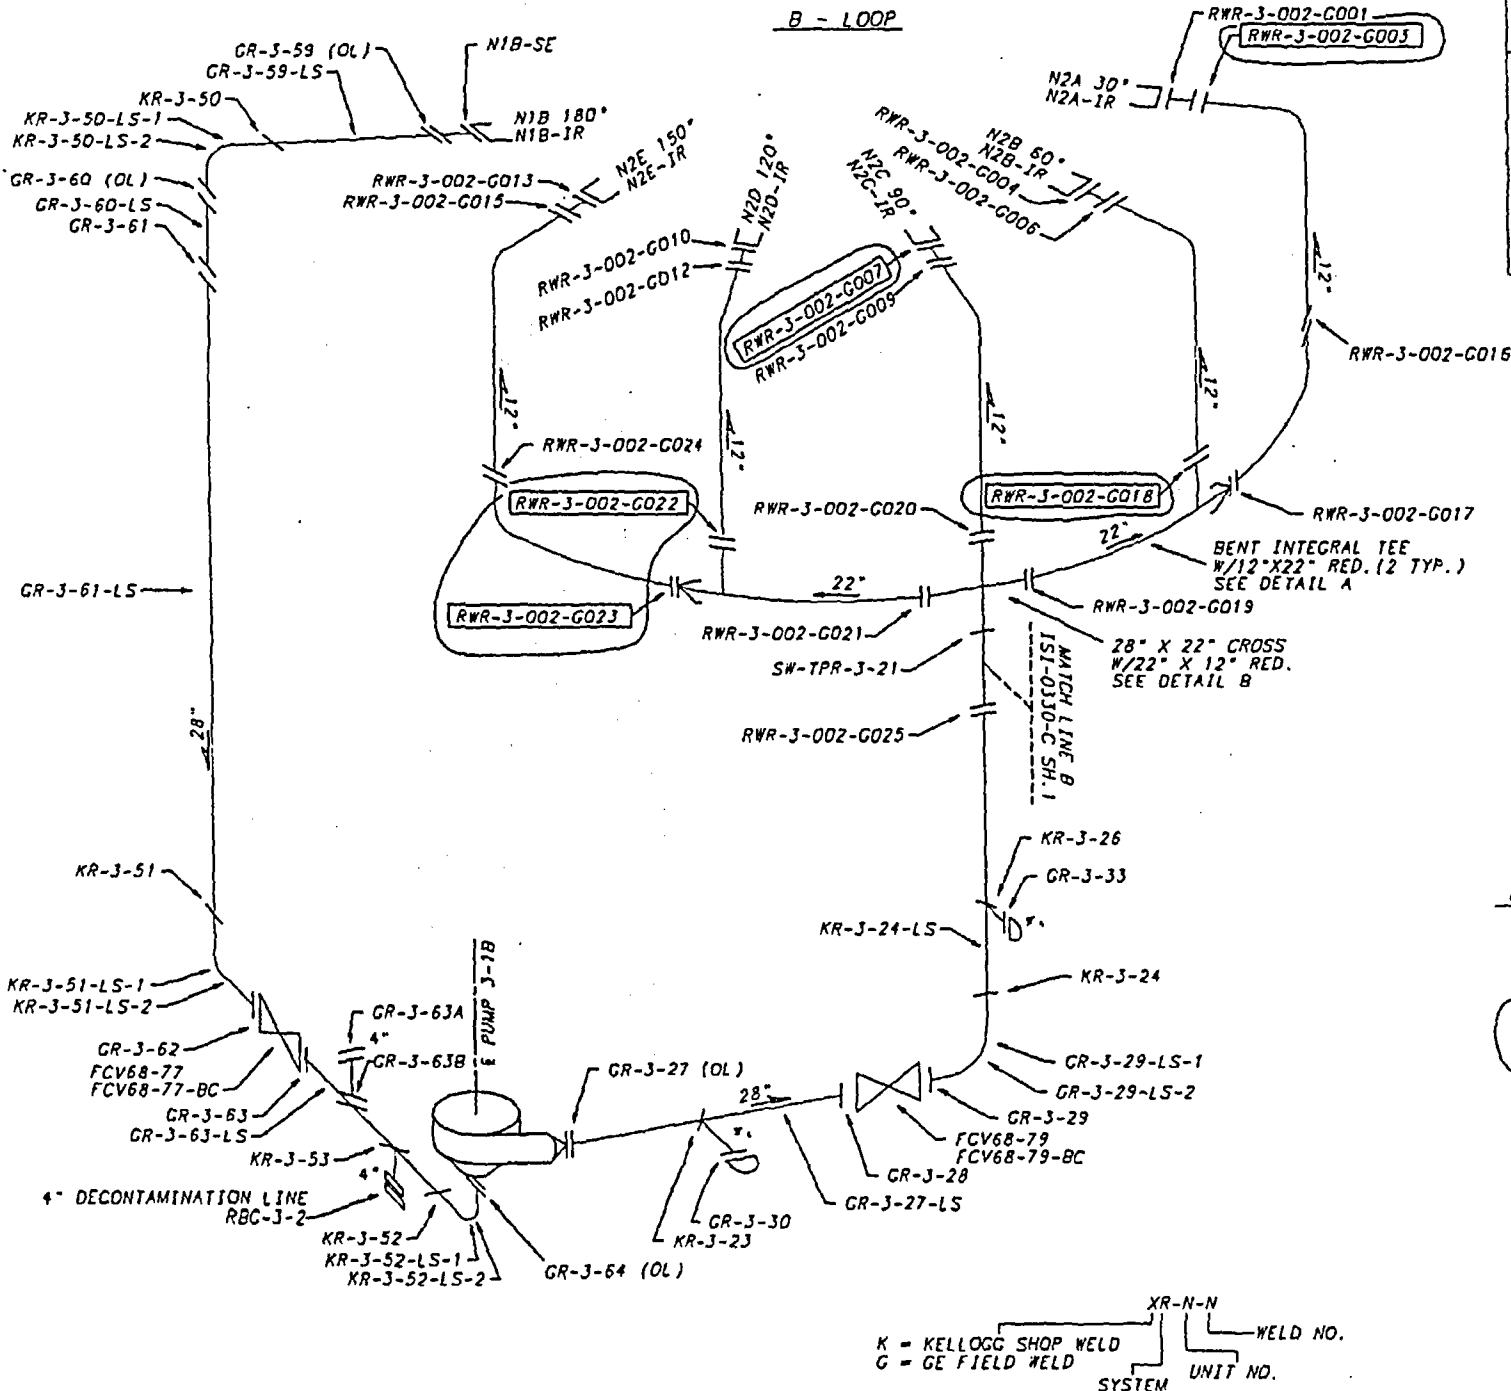 B - LOOP
RWR-3-002-G001
RWR-3-002-G003
N2A 30°
N2A-IR
GR-3-59 (OL)
GR-3-59-LS
N1B-SE
KR-3-50
KR-3-50-LS-1
KR-3-50-LS-2
N1B 180°
N1B-IR
GR-3-60 (OL)
GR-3-60-LS
GR-3-61
RWR-3-002-G013
RWR-3-002-G015
N2E 150°
N2E-IR
N2D 120°
N2D-IR
RWR-3-002-G010
RWR-3-002-G012
N2C 90°
N2C-IR
RWR-3-002-G007
RWR-3-002-G009
N2B 60°
N2B-IR
RWR-3-002-G004
RWR-3-002-G006
12"
RWR-3-002-G016
12"
12"
12"
12"
RWR-3-002-G024
RWR-3-002-G022
RWR-3-002-G020
RWR-3-002-G018
RWR-3-002-G017
22"
BENT INTEGRAL TEE
W/12"X22" RED.(2 TYP.)
SEE DETAIL A
GR-3-61-LS
22"
RWR-3-002-G023
RWR-3-002-G021
RWR-3-002-G019
28" X 22" CROSS
W/22" X 12" RED.
SEE DETAIL B
SW-TPR-3-21
MATCH LINE B
ISI-0330-C SH.1
28"
RWR-3-002-G025
KR-3-26
GR-3-33
KR-3-51
KR-3-24-LS
KR-3-24
KR-3-51-LS-1
KR-3-51-LS-2
GR-3-62
FCV68-77
FCV68-77-BC
GR-3-63A
4"
GR-3-63B
GR-3-63
GR-3-63-LS
PUMP 3-1B
GR-3-27 (OL)
28"
GR-3-29-LS-1
GR-3-29-LS-2
GR-3-29
FCV68-79
FCV68-79-BC
GR-3-28
GR-3-27-LS
KR-3-53
4"
4" DECONTAMINATION LINE
RBC-3-2
KR-3-52
KR-3-52-LS-1
KR-3-52-LS-2
GR-3-64 (OL)
GR-3-30
KR-3-23
XR-N-N
K = KELLOGG SHOP WELD
G = GE FIELD WELD
WELD NO.
UNIT NO.
SYSTEM